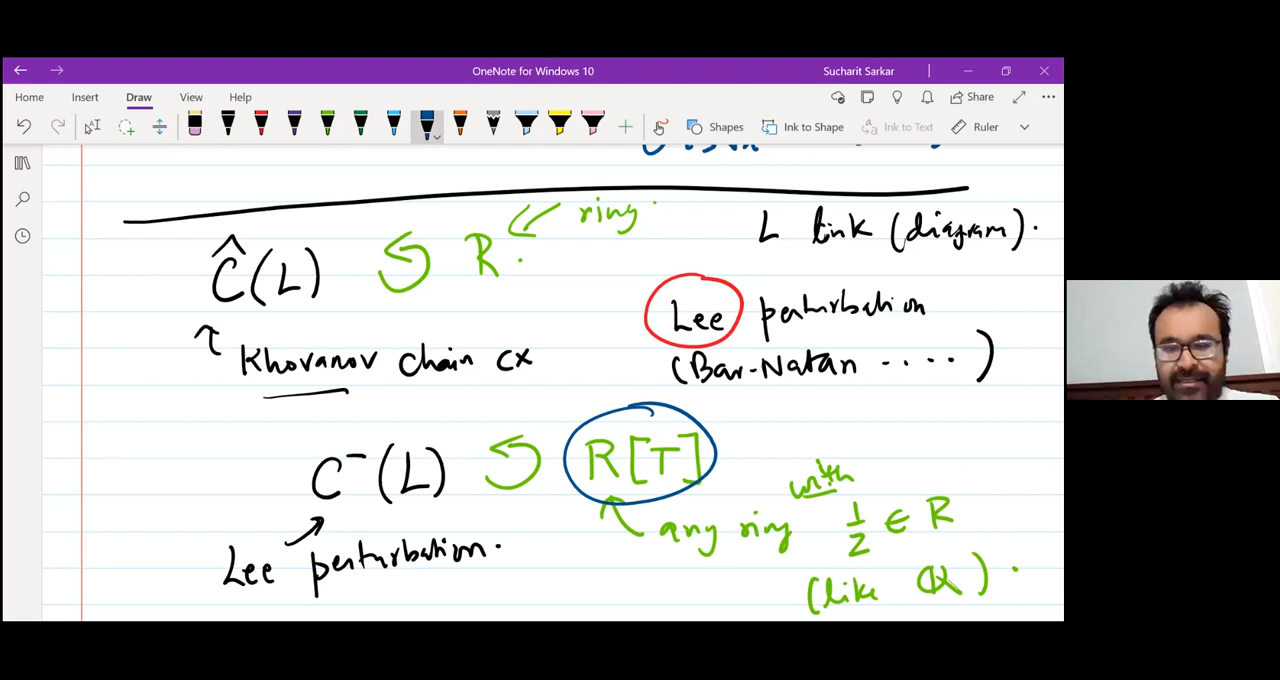 OneNote for Windows 10
Sucharit Sarkar
Home Insert Draw View Help
Share
Shapes
Ink to Shape
Ink to Text
Ruler
Ĉ(L) R. ring.
L link (diagram).
Lee perturbation
Khovanov chain cx
(Bar-Natan ....)
C⁻(L) R[T]
with
any ring 1/2 ∈ R
Lee perturbation.
(like Q).